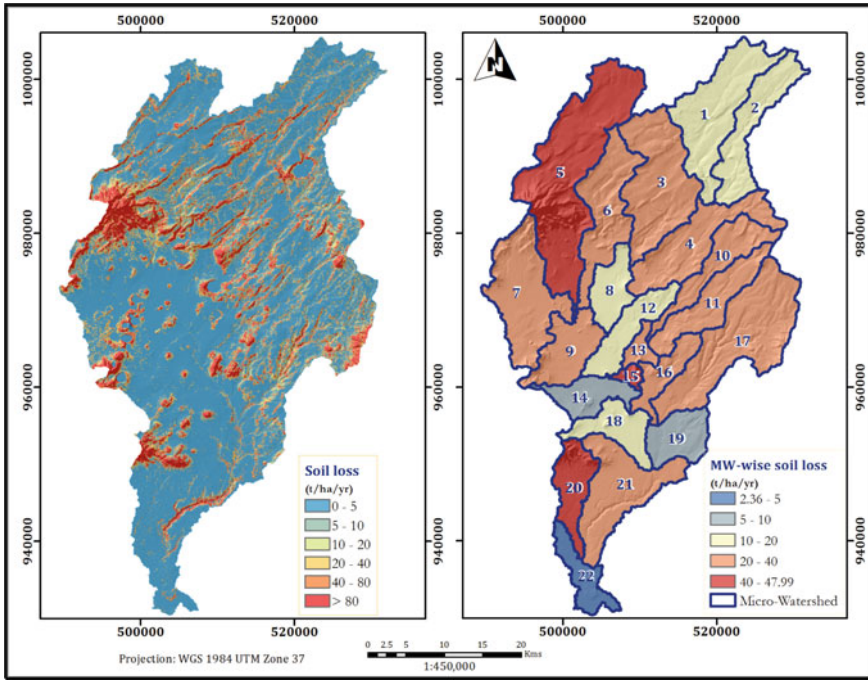 500000 520000
500000 520000
1000000
980000
960000
940000
1000000
980000
960000
940000
Soil loss
(t/ha/yr)
0 - 5
5 - 10
10 - 20
20 - 40
40 - 80
> 80
N
1
2
3
4
5
6
7
8
9
10
11
12
13
14
15
16
17
18
19
20
21
22
MW-wise soil loss
(t/ha/yr)
2.36 - 5
5 - 10
10 - 20
20 - 40
40 - 47.99
Micro-Watershed
500000 520000
500000 520000
Projection: WGS 1984 UTM Zone 37
0 2.5 5 10 15 20
Kms
1:450,000